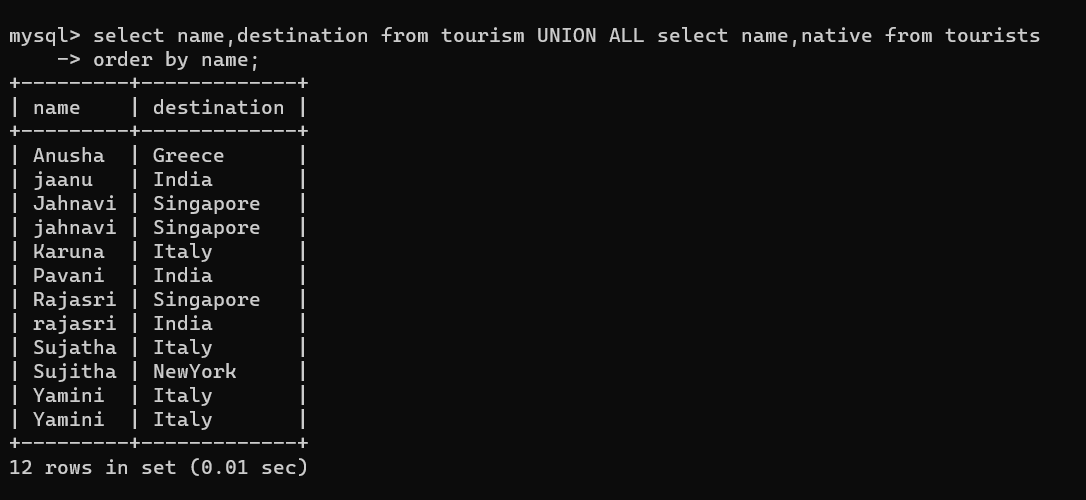 mysql> select name,destination from tourism UNION ALL select name,native from tourists
    -> order by name;
+---------+-------------+
| name    | destination |
+---------+-------------+
| Anusha  | Greece      |
| jaanu   | India       |
| Jahnavi | Singapore   |
| jahnavi | Singapore   |
| Karuna  | Italy       |
| Pavani  | India       |
| Rajasri | Singapore   |
| rajasri | India       |
| Sujatha | Italy       |
| Sujitha | NewYork     |
| Yamini  | Italy       |
| Yamini  | Italy       |
+---------+-------------+
12 rows in set (0.01 sec)